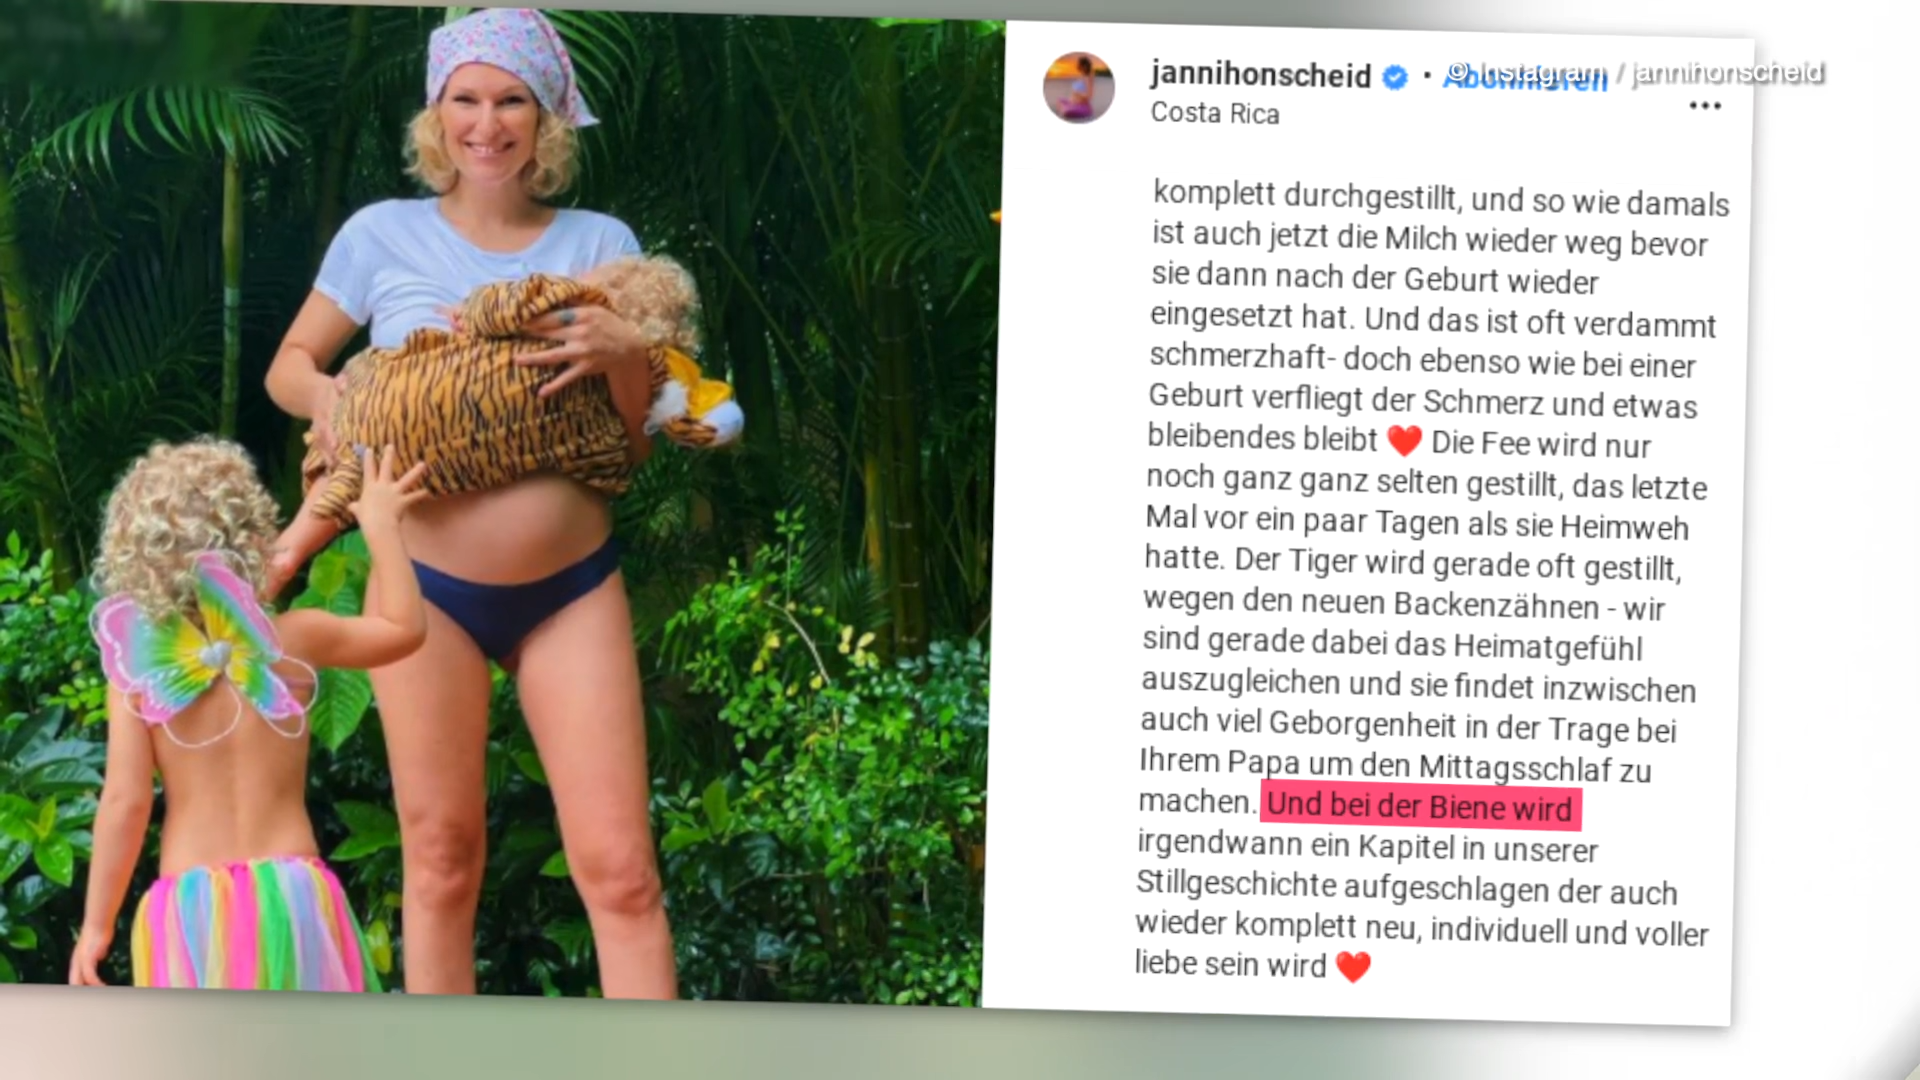 jannihonscheid • Abonnieren
© Instagram / jannihonscheid
Costa Rica
komplett durchgestillt, und so wie damals
ist auch jetzt die Milch wieder weg bevor
sie dann nach der Geburt wieder
eingesetzt hat. Und das ist oft verdammt
schmerzhaft- doch ebenso wie bei einer
Geburt verfliegt der Schmerz und etwas
bleibendes bleibt ❤️ Die Fee wird nur
noch ganz ganz selten gestillt, das letzte
Mal vor ein paar Tagen als sie Heimweh
hatte. Der Tiger wird gerade oft gestillt,
wegen den neuen Backenzähnen - wir
sind gerade dabei das Heimatgefühl
auszugleichen und sie findet inzwischen
auch viel Geborgenheit in der Trage bei
Ihrem Papa um den Mittagsschlaf zu
machen. Und bei der Biene wird
irgendwann ein Kapitel in unserer
Stillgeschichte aufgeschlagen der auch
wieder komplett neu, individuell und voller
liebe sein wird ❤️